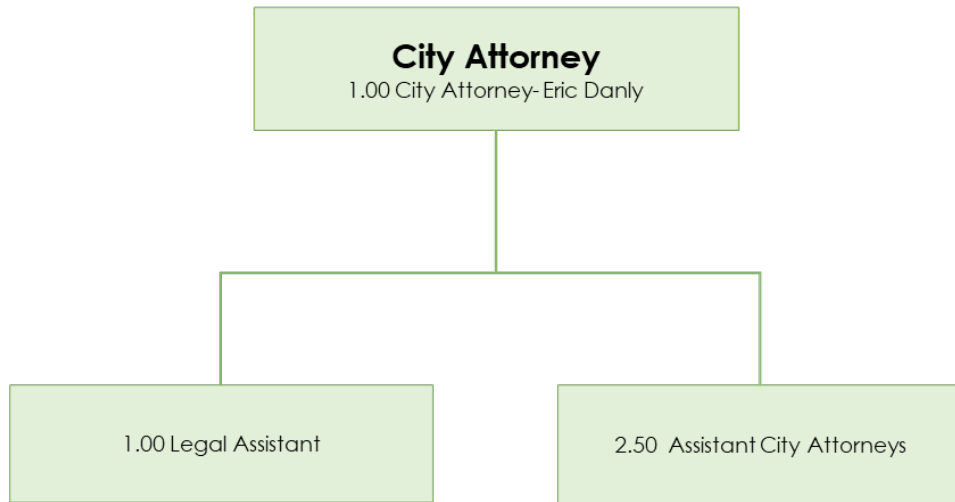 City Attorney
1.00 City Attorney- Eric Danly
1.00 Legal Assistant
2.50 Assistant City Attorneys